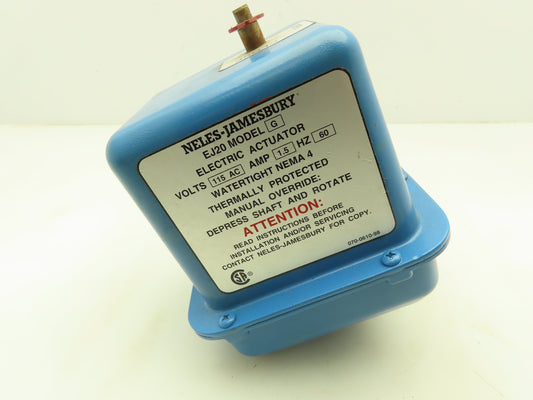 NELES-JAMESBURY
EJ20 MODEL G
ELECTRIC ACTUATOR
VOLTS 115 AC AMP 1.5 HZ 60
WATERTIGHT NEMA 4
THERMALLY PROTECTED
MANUAL OVERRIDE:
DEPRESS SHAFT AND ROTATE
ATTENTION:
READ INSTRUCTIONS BEFORE
INSTALLATION AND/OR SERVICING
CONTACT NELES-JAMESBURY FOR COPY.
070-0610-98